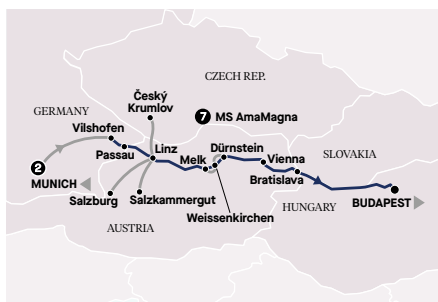 CZECH REP.
Český
Krumlov
7 MS AmaMagna
GERMANY
Vilshofen
Passau
Linz
Dürnstein
Melk
Vienna
SLOVAKIA
2
MUNICH
Bratislava
Salzburg
Salzkammergut
Weissenkirchen
HUNGARY
BUDAPEST
AUSTRIA